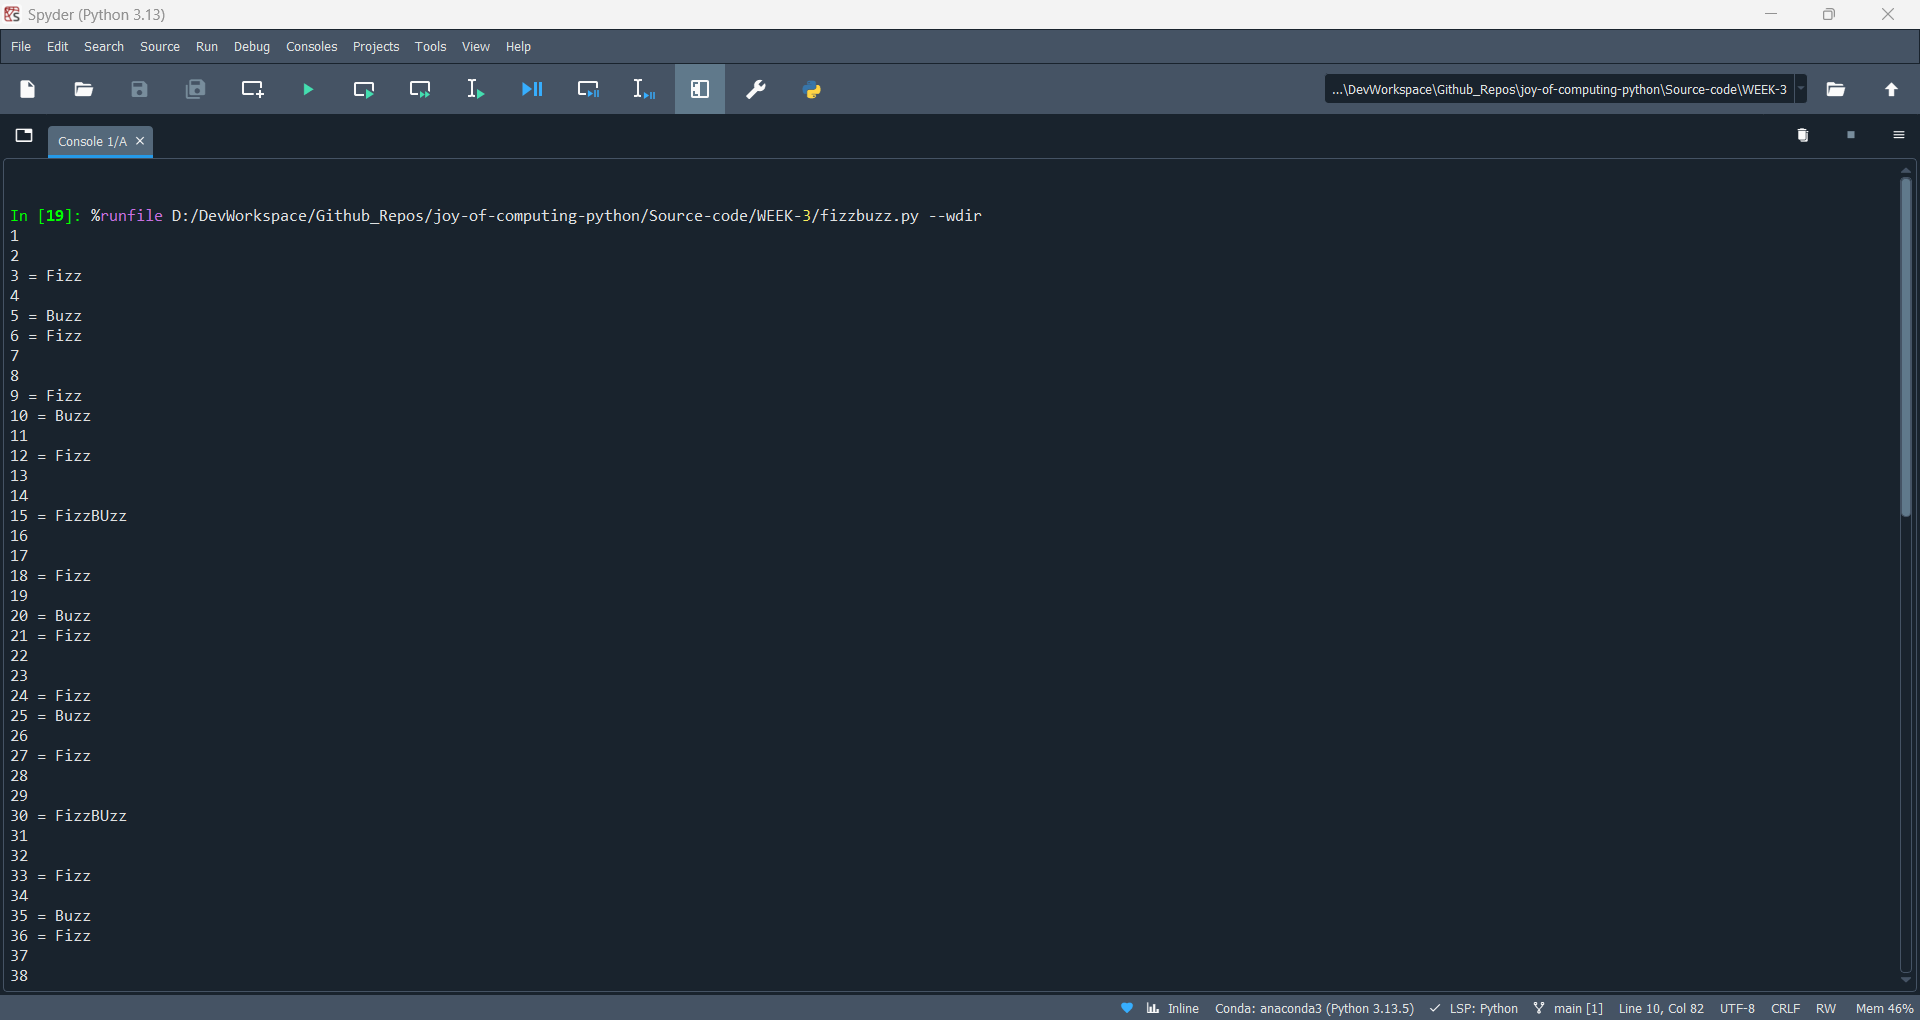 Spyder (Python 3.13)
File Edit Search Source Run Debug Consoles Projects Tools View Help
...\DevWorkspace\Github_Repos\joy-of-computing-python\Source-code\WEEK-3
Console 1/A
In [19]: %runfile D:/DevWorkspace/Github_Repos/joy-of-computing-python/Source-code/WEEK-3/fizzbuzz.py --wdir
1
2
3 = Fizz
4
5 = Buzz
6 = Fizz
7
8
9 = Fizz
10 = Buzz
11
12 = Fizz
13
14
15 = FizzBUzz
16
17
18 = Fizz
19
20 = Buzz
21 = Fizz
22
23
24 = Fizz
25 = Buzz
26
27 = Fizz
28
29
30 = FizzBUzz
31
32
33 = Fizz
34
35 = Buzz
36 = Fizz
37
38
Inline Conda: anaconda3 (Python 3.13.5) ✓ LSP: Python main [1] Line 10, Col 82 UTF-8 CRLF RW Mem 46%